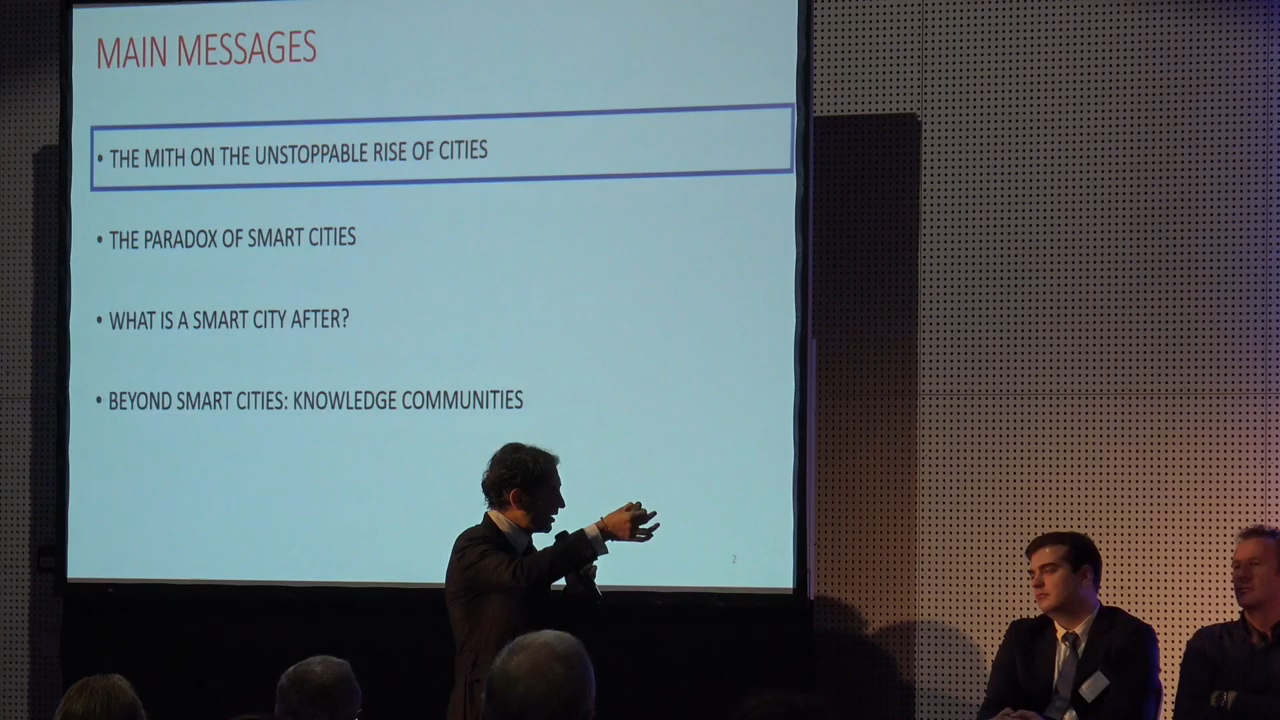 MAIN MESSAGES
• THE MITH ON THE UNSTOPPABLE RISE OF CITIES
• THE PARADOX OF SMART CITIES
• WHAT IS A SMART CITY AFTER?
• BEYOND SMART CITIES: KNOWLEDGE COMMUNITIES
2